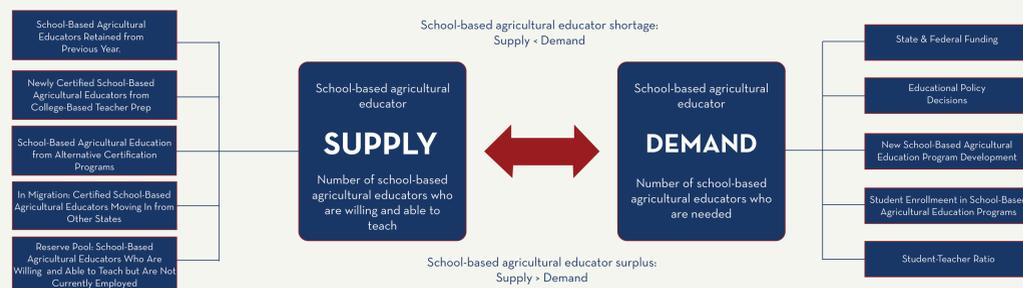 School-Based Agricultural
Educators Retained from
Previous Year.
Newly Certified School-Based
Agricultural Educators from
College-Based Teacher Prep
School-Based Agricultural Education
from Alternative Certification
Programs
In Migration: Certified School-Based
Agricultural Educators Moving In from
Other States
Reserve Pool: School-Based
Agricultural Educators Who Are
Willing and Able to Teach but Are Not
Currently Employed
School-based agricultural educator shortage:
Supply < Demand
School-based agricultural
educator
SUPPLY
Number of school-based
agricultural educators who
are willing and able to
teach
School-based agricultural
educator
DEMAND
Number of school-based
agricultural educators who
are needed
School-based agricultural educator surplus:
Supply > Demand
State & Federal Funding
Educational Policy
Decisions
New School-Based Agricultural
Education Program Development
Student Enrollmeent in School-Based
Agricultural Education Programs
Student-Teacher Ratio